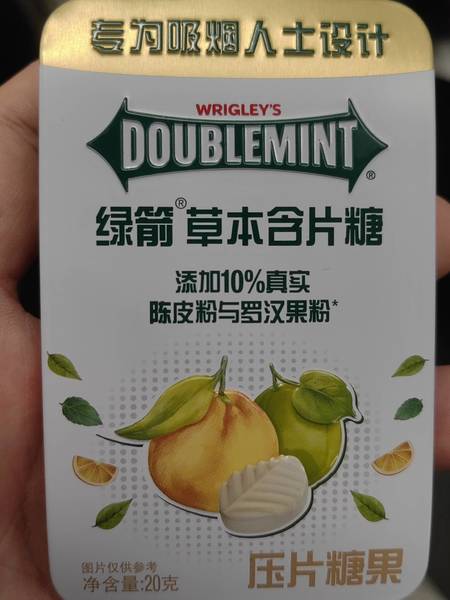 专为吸烟人士设计
WRIGLEY'S
DOUBLEMINT®
绿箭®草本含片糖
添加10%真实
陈皮粉与罗汉果粉*
图片仅供参考
净含量:20克
压片糖果